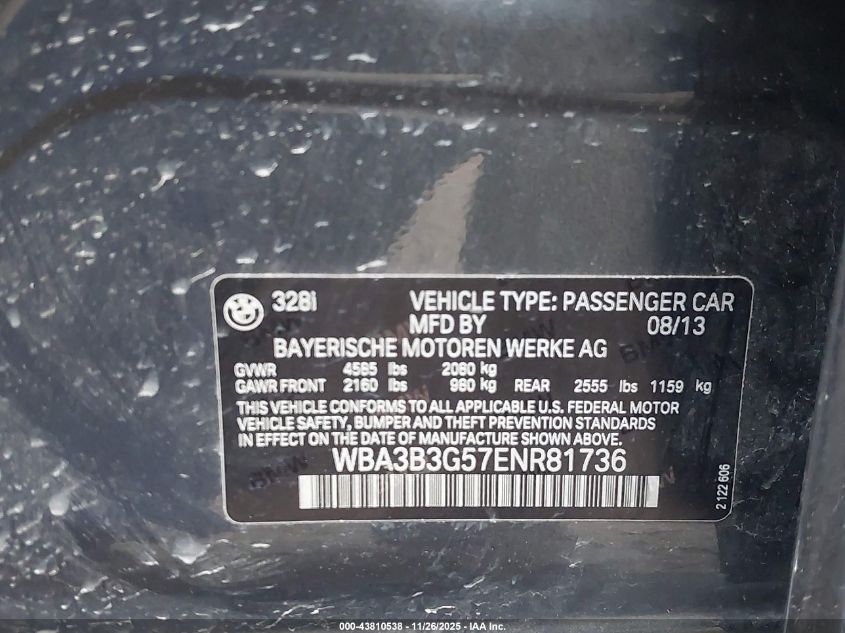 328i VEHICLE TYPE: PASSENGER CAR
MFD BY 08/13
BAYERISCHE MOTOREN WERKE AG
GVWR 4585 lbs 2080 kg
GAWR FRONT 2160 lbs 980 kg REAR 2555 lbs 1159 kg
THIS VEHICLE CONFORMS TO ALL APPLICABLE U.S. FEDERAL MOTOR
VEHICLE SAFETY, BUMPER AND THEFT PREVENTION STANDARDS
IN EFFECT ON THE DATE OF MANUFACTURE SHOWN ABOVE.
WBA3B3G57ENR81736
2 122 606
000-43810538 - 11/26/2025 - IAA Inc.